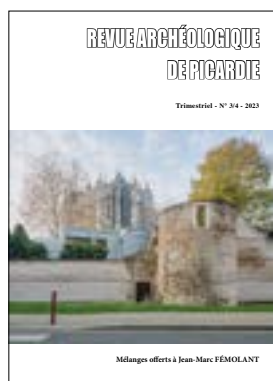 REVUE ARCHÉOLOGIQUE
DE PICARDIE
Trimestriel - N° 3/4 - 2023
Mélanges offerts à Jean-Marc FÉMOLANT